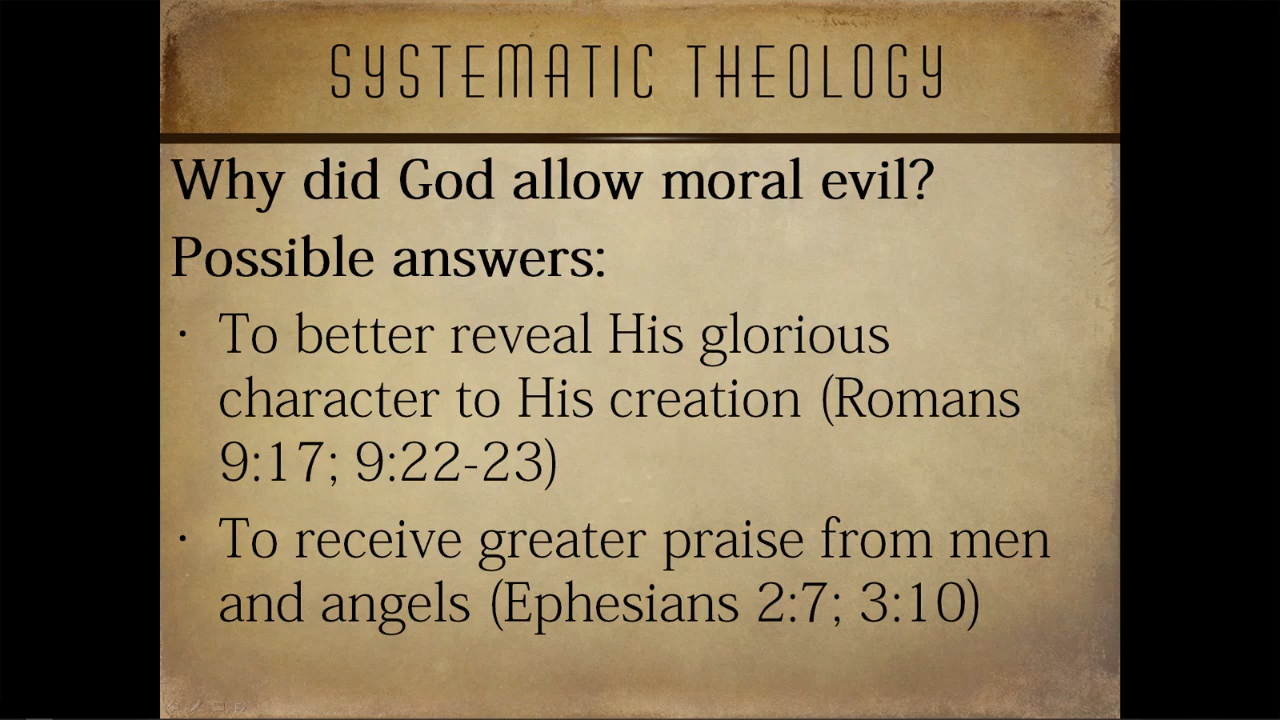 SYSTEMATIC THEOLOGY
Why did God allow moral evil?
Possible answers:
· To better reveal His glorious
character to His creation (Romans
9:17; 9:22-23)
· To receive greater praise from men
and angels (Ephesians 2:7; 3:10)